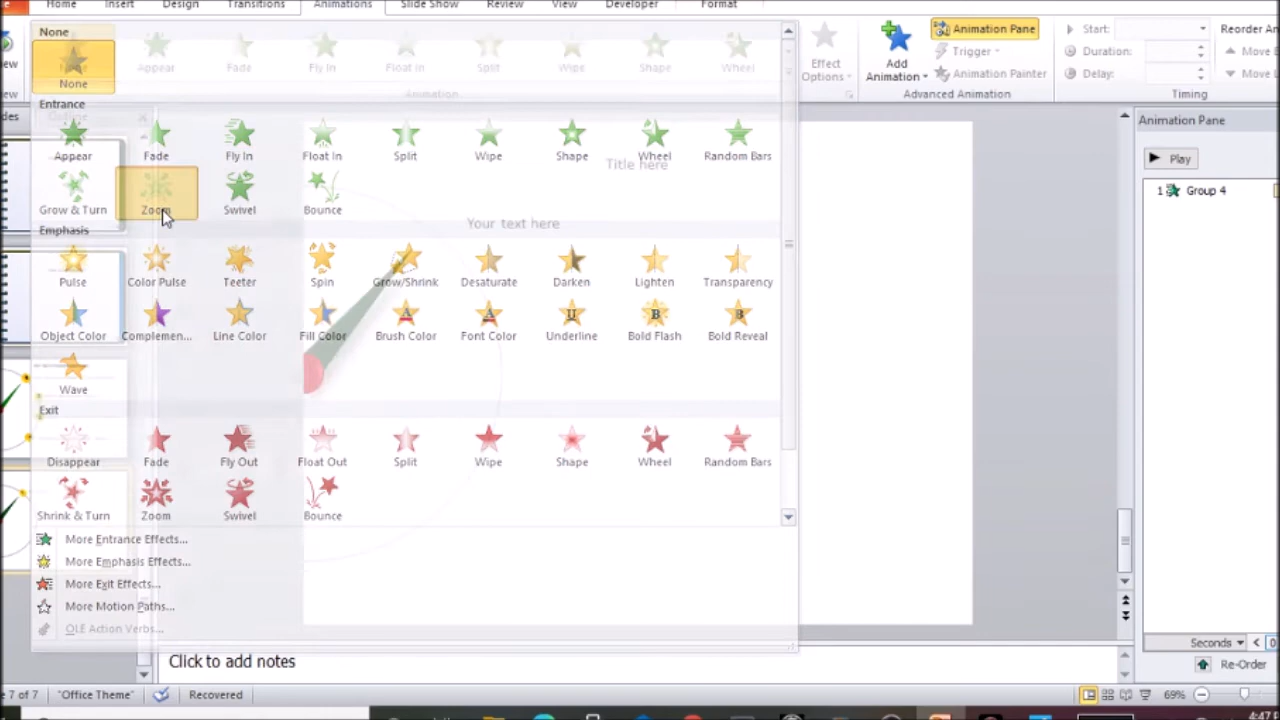 Home Insert Design Transitions Animations Slide Show Review View Developer Format
None
None Appear Fade Fly In Float In Split Wipe Shape Wheel
Animation
Effect Options
Add Animation
Animation Pane
Trigger
Animation Painter
Advanced Animation
Start:
Duration:
Delay:
Timing
Reorder An
Move
Move L
Entrance
Appear Fade Fly In Float In Split Wipe Shape Wheel Random Bars
Grow & Turn Zoom Swivel Bounce
Title here
Your text here
Emphasis
Pulse Color Pulse Teeter Spin Grow/Shrink Desaturate Darken Lighten Transparency
Object Color Complemen... Line Color Fill Color Brush Color Font Color Underline Bold Flash Bold Reveal
Wave
Exit
Disappear Fade Fly Out Float Out Split Wipe Shape Wheel Random Bars
Shrink & Turn Zoom Swivel Bounce
More Entrance Effects...
More Emphasis Effects...
More Exit Effects...
More Motion Paths...
OLE Action Verbs...
Animation Pane
Play
1 Group 4
Seconds
Re-Order
Click to add notes
7 of 7 "Office Theme" Recovered 69%